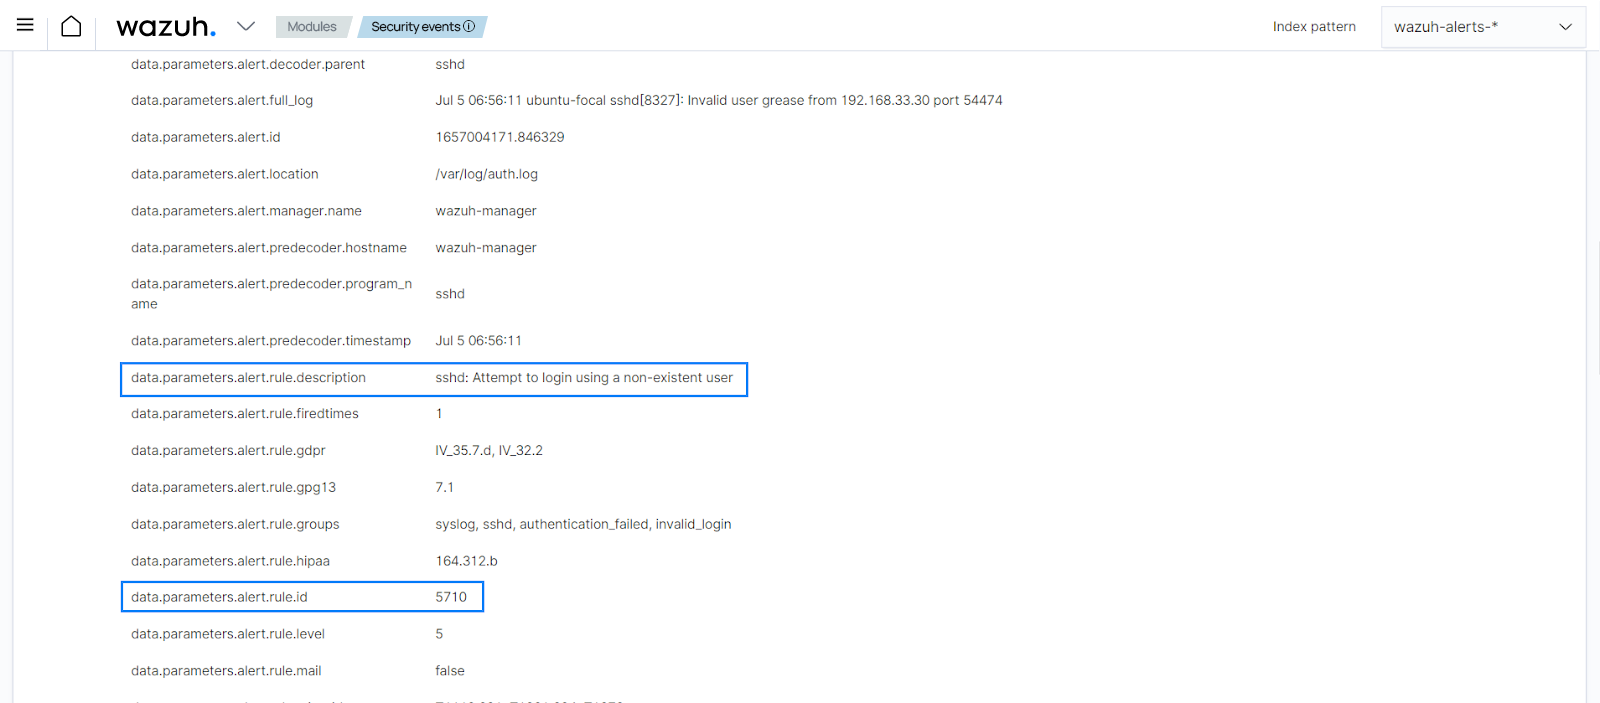 wazuh.
Modules
Security events
Index pattern
wazuh-alerts-*
data.parameters.alert.decoder.parent sshd
data.parameters.alert.full_log Jul 5 06:56:11 ubuntu-focal sshd[8327]: Invalid user grease from 192.168.33.30 port 54474
data.parameters.alert.id 1657004171.846329
data.parameters.alert.location /var/log/auth.log
data.parameters.alert.manager.name wazuh-manager
data.parameters.alert.predecoder.hostname wazuh-manager
data.parameters.alert.predecoder.program_n
ame sshd
data.parameters.alert.predecoder.timestamp Jul 5 06:56:11
data.parameters.alert.rule.description sshd: Attempt to login using a non-existent user
data.parameters.alert.rule.firedtimes 1
data.parameters.alert.rule.gdpr IV_35.7.d, IV_32.2
data.parameters.alert.rule.gpg13 7.1
data.parameters.alert.rule.groups syslog, sshd, authentication_failed, invalid_login
data.parameters.alert.rule.hipaa 164.312.b
data.parameters.alert.rule.id 5710
data.parameters.alert.rule.level 5
data.parameters.alert.rule.mail false